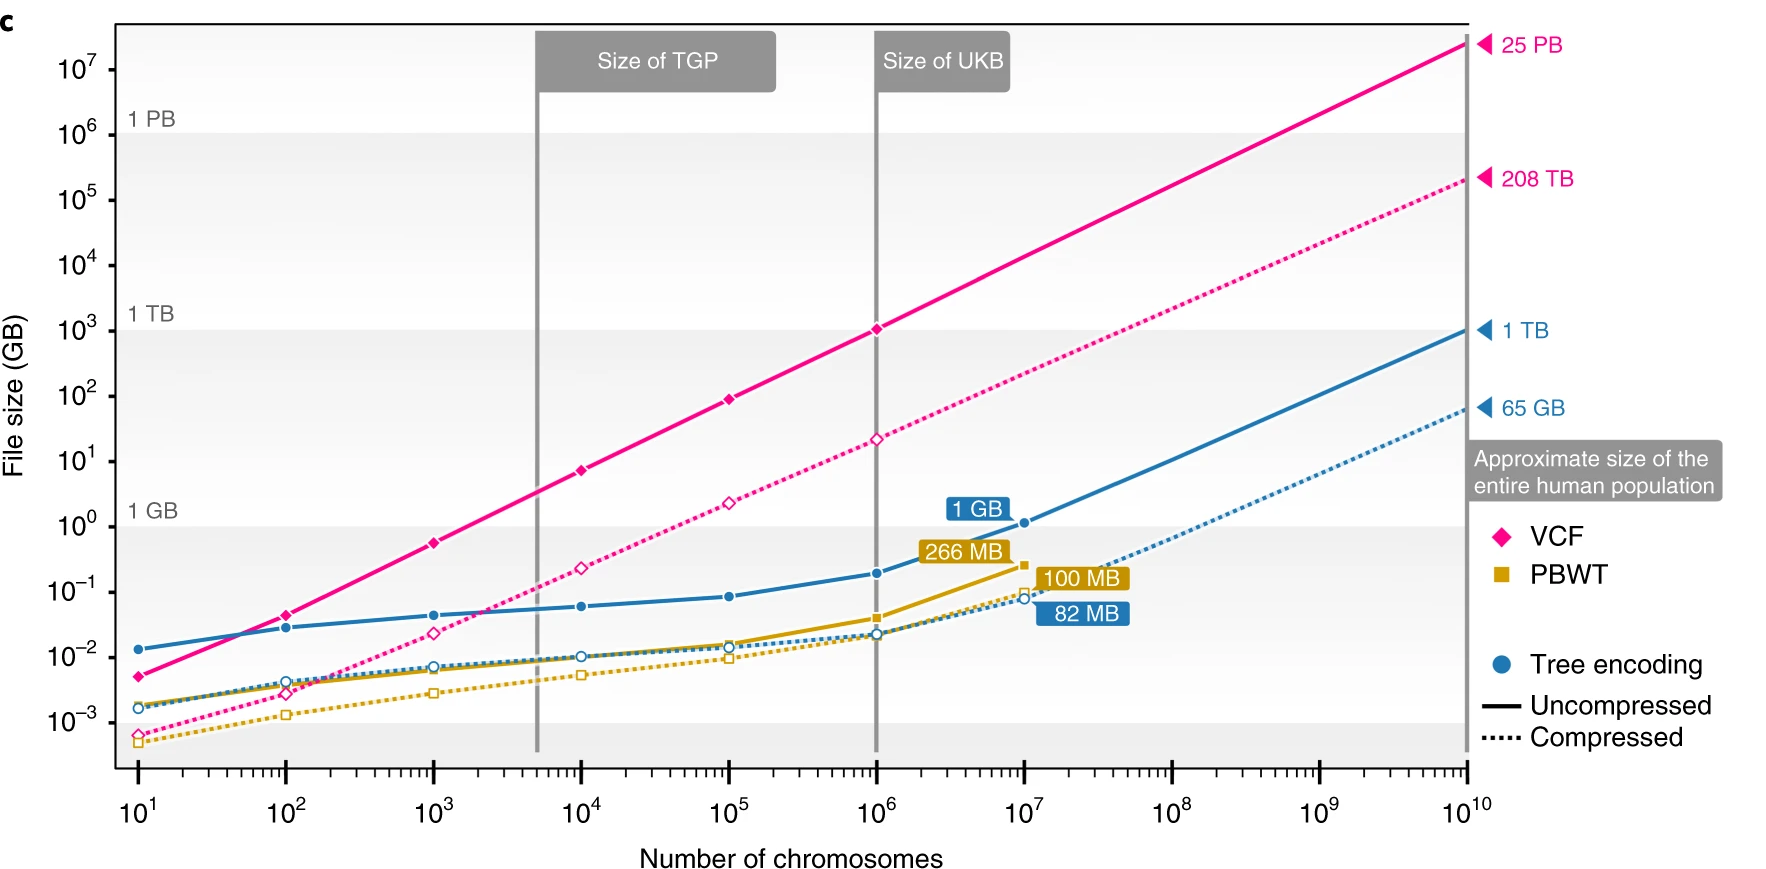 c
Size of TGP
Size of UKB
25 PB
10⁷
1 PB
10⁶
208 TB
10⁵
10⁴
1 TB
10³
1 TB
10²
65 GB
10¹
Approximate size of the
entire human population
1 GB
10⁰
1 GB
266 MB
100 MB
82 MB
10⁻¹
10⁻²
10⁻³
File size (GB)
VCF
PBWT
Tree encoding
Uncompressed
Compressed
10¹ 10² 10³ 10⁴ 10⁵ 10⁶ 10⁷ 10⁸ 10⁹ 10¹⁰
Number of chromosomes